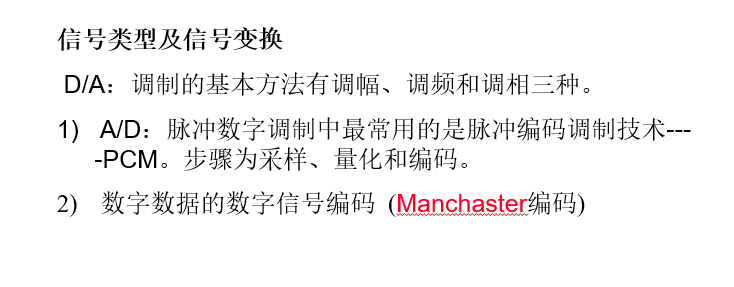 信号类型及信号变换
D/A：调制的基本方法有调幅、调频和调相三种。
1) A/D：脉冲数字调制中最常用的是脉冲编码调制技术---
-PCM。步骤为采样、量化和编码。
2) 数字数据的数字信号编码 (Manchaster编码)